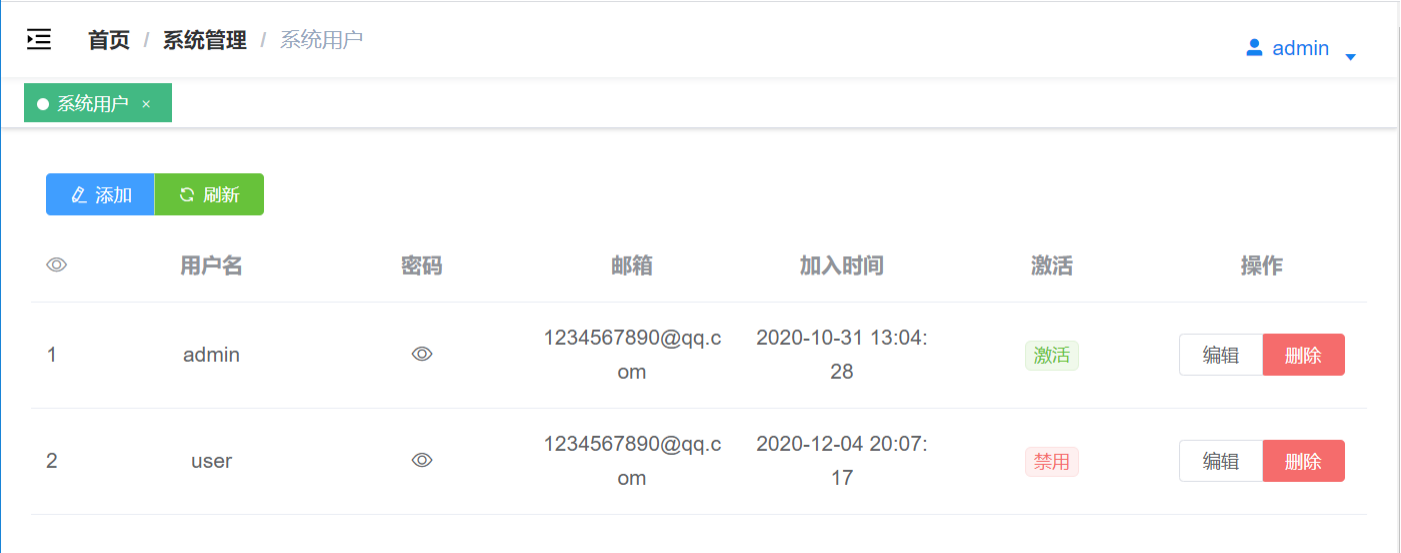 首页 / 系统管理 / 系统用户
admin
系统用户 ×
添加 刷新
用户名 密码 邮箱 加入时间 激活 操作
1 admin 1234567890@qq.c 2020-10-31 13:04: 激活 编辑 删除
om 28
2 user 1234567890@qq.c 2020-12-04 20:07: 禁用 编辑 删除
om 17